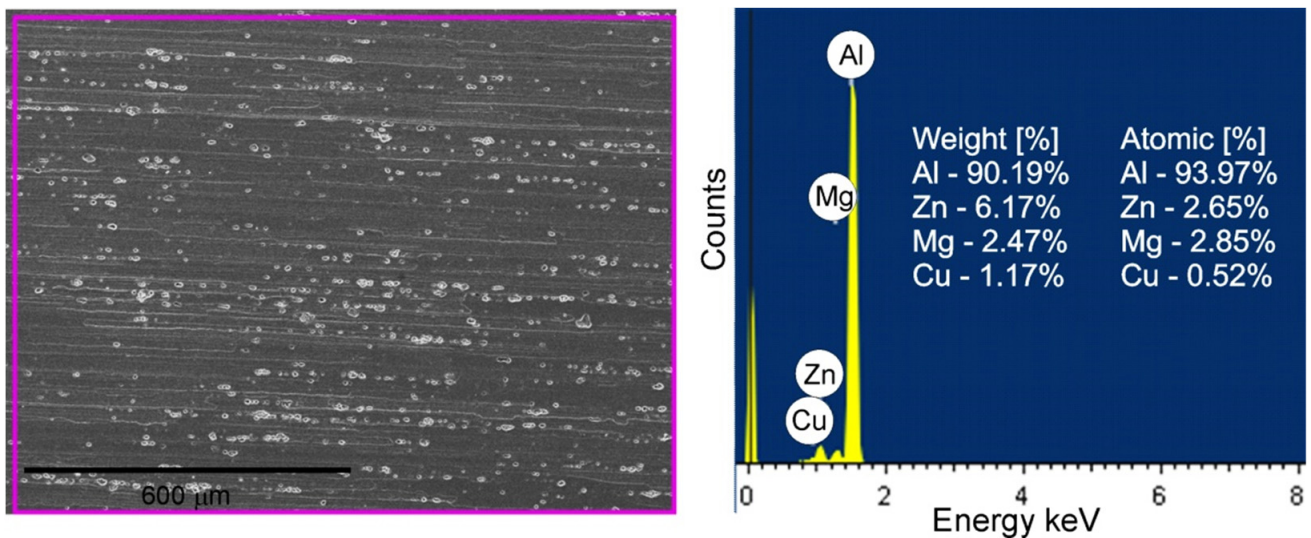 600 μm
Al
Mg
Zn
Cu
Weight [%]
Al - 90.19%
Zn - 6.17%
Mg - 2.47%
Cu - 1.17%
Atomic [%]
Al - 93.97%
Zn - 2.65%
Mg - 2.85%
Cu - 0.52%
Counts
0 2 4 6 8
Energy keV